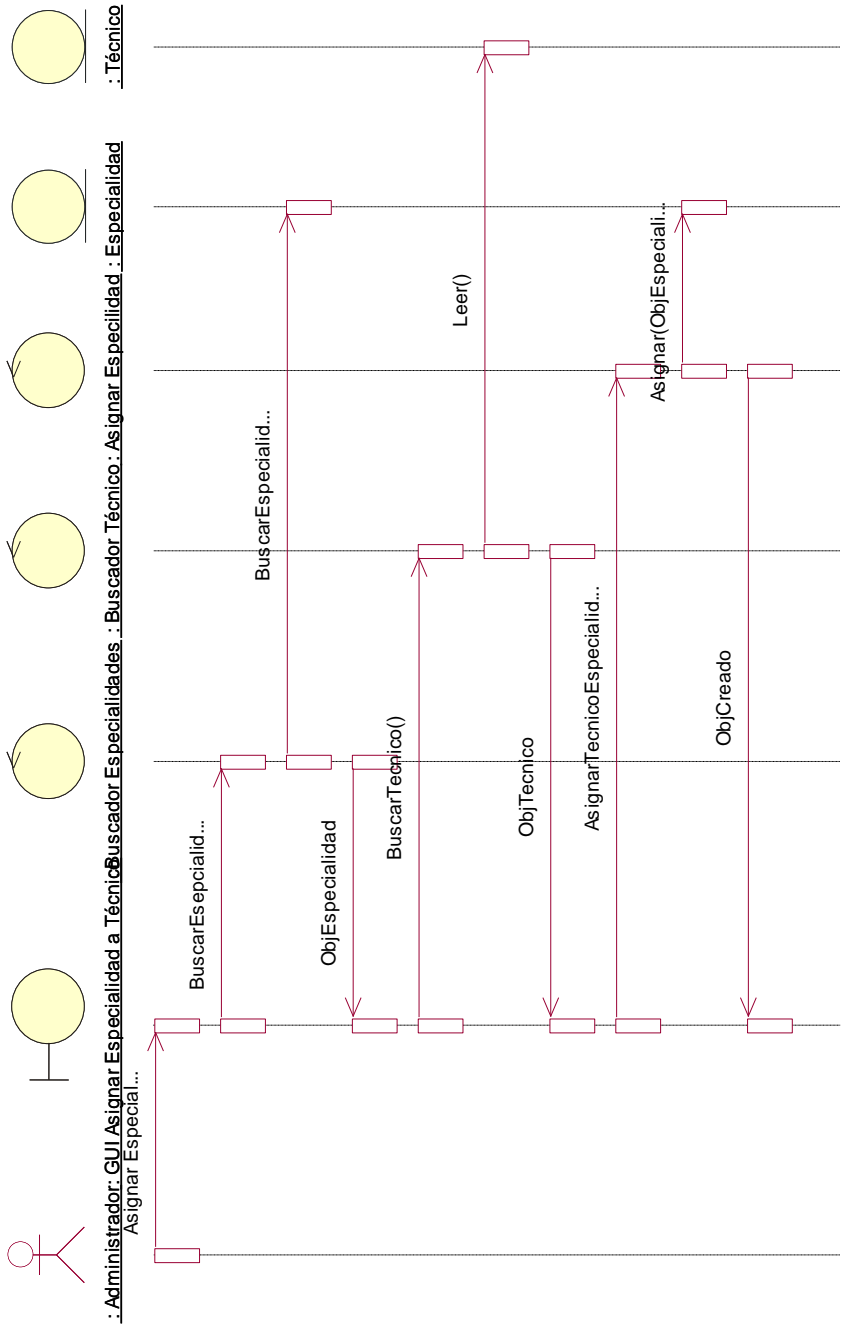 : Administrador
: GUI Asignar Especialidad a Técnico
: Buscador Especialidades
: Buscador Técnico
: Asignar Especilidad
: Especialidad
: Técnico
Asignar Especial...
BuscarEsepcialid...
BuscarEspecialid...
ObjEspecialidad
BuscarTecnico()
Leer()
ObjTecnico
AsignarTecnicoEspecialid...
Asignar(ObjEspeciali...
ObjCreado